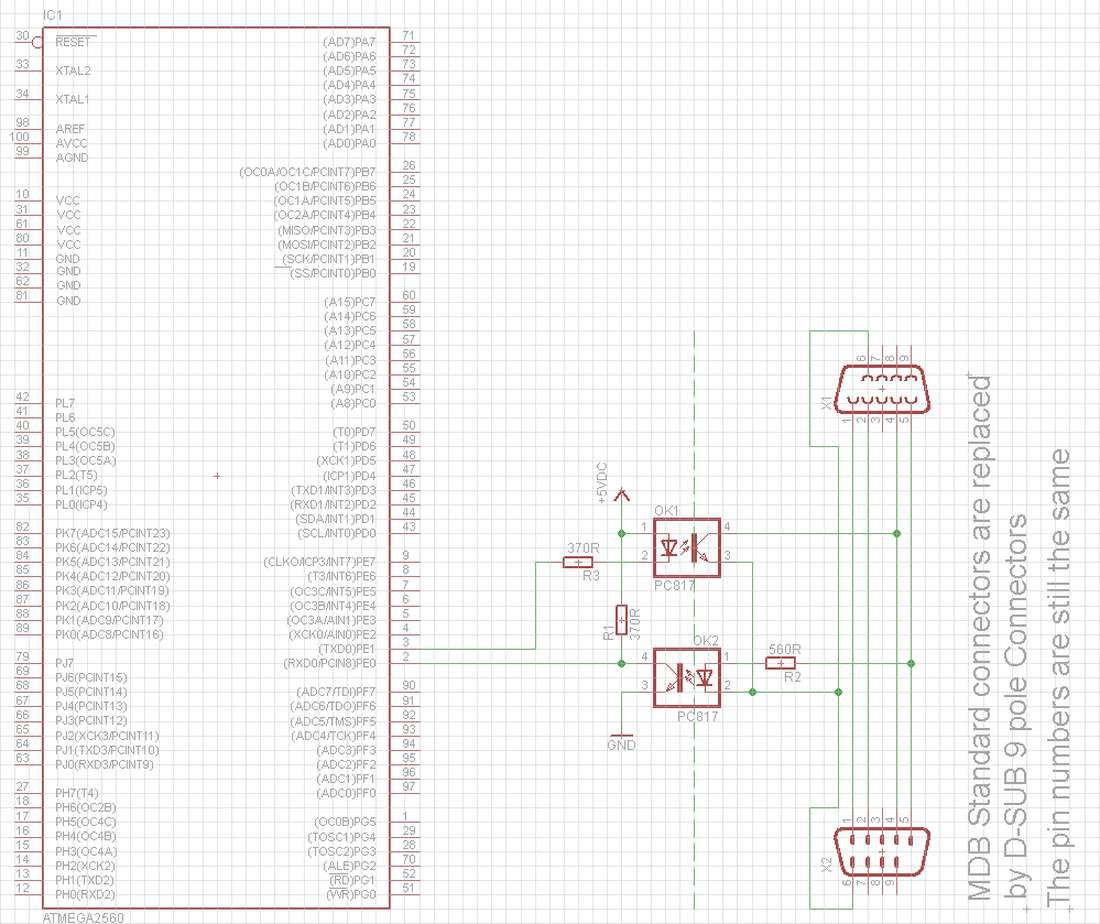 IC1
30 RESET
33 XTAL2
34 XTAL1
98 AREF
100 AVCC
99 AGND
10 VCC
31 VCC
61 VCC
80 VCC
11 GND
32 GND
62 GND
81 GND
42 PL7
41 PL6
40 PL5(OC5C)
39 PL4(OC5B)
38 PL3(OC5A)
37 PL2(T5)
36 PL1(ICP5)
35 PL0(ICP4)
82 PK7(ADC15/PCINT23)
83 PK6(ADC14/PCINT22)
84 PK5(ADC13/PCINT21)
85 PK4(ADC12/PCINT20)
86 PK3(ADC11/PCINT19)
87 PK2(ADC10/PCINT18)
88 PK1(ADC9/PCINT17)
89 PK0(ADC8/PCINT16)
79 PJ7
69 PJ6(PCINT15)
68 PJ5(PCINT14)
67 PJ4(PCINT13)
66 PJ3(PCINT12)
65 PJ2(XCK3/PCINT11)
64 PJ1(TXD3/PCINT10)
63 PJ0(RXD3/PCINT9)
27 PH7(T4)
18 PH6(OC2B)
17 PH5(OC4C)
16 PH4(OC4B)
15 PH3(OC4A)
14 PH2(XCK2)
13 PH1(TXD2)
12 PH0(RXD2)
(AD7)PA7 71
(AD6)PA6 72
(AD5)PA5 73
(AD4)PA4 74
(AD3)PA3 75
(AD2)PA2 76
(AD1)PA1 77
(AD0)PA0 78
(OC0A/OC1C/PCINT7)PB7 26
(OC1B/PCINT6)PB6 25
(OC1A/PCINT5)PB5 24
(OC2A/PCINT4)PB4 23
(MISO/PCINT3)PB3 22
(MOSI/PCINT2)PB2 21
(SCK/PCINT1)PB1 20
(SS/PCINT0)PB0 19
(A15)PC7 60
(A14)PC6 59
(A13)PC5 58
(A12)PC4 57
(A11)PC3 56
(A10)PC2 55
(A9)PC1 54
(A8)PC0 53
(T0)PD7 50
(T1)PD6 49
(XCK1)PD5 48
(ICP1)PD4 47
(TXD1/INT3)PD3 46
(RXD1/INT2)PD2 45
(SDA/INT1)PD1 44
(SCL/INT0)PD0 43
(CLKO/ICP3/INT7)PE7 9
(T3/INT6)PE6 8
(OC3C/INT5)PE5 7
(OC3B/INT4)PE4 6
(OC3A/AIN1)PE3 5
(XCK0/AIN0)PE2 4
(TXD0)PE1 3
(RXD0/PCIN8)PE0 2
(ADC7/TDI)PF7 90
(ADC6/TDO)PF6 91
(ADC5/TMS)PF5 92
(ADC4/TCK)PF4 93
(ADC3)PF3 94
(ADC2)PF2 95
(ADC1)PF1 96
(ADC0)PF0 97
(OC0B)PG5 1
(TOSC1)PG4 29
(TOSC2)PG3 28
(ALE)PG2 70
(RD)PG1 52
(WR)PG0 51
ATMEGA2560
+5VDC
OK1
1 4
2 3
PC817
370R
R3
R1
370R
OK2
4 1
3 2
PC817
560R
R2
GND
6 7 8 9
X1
1 2 3 4 5
1 2 3 4 5
X2
6 7 8 9
MDB Standard connectors are replaced
by D-SUB 9 pole Connectors
The pin numbers are still the same